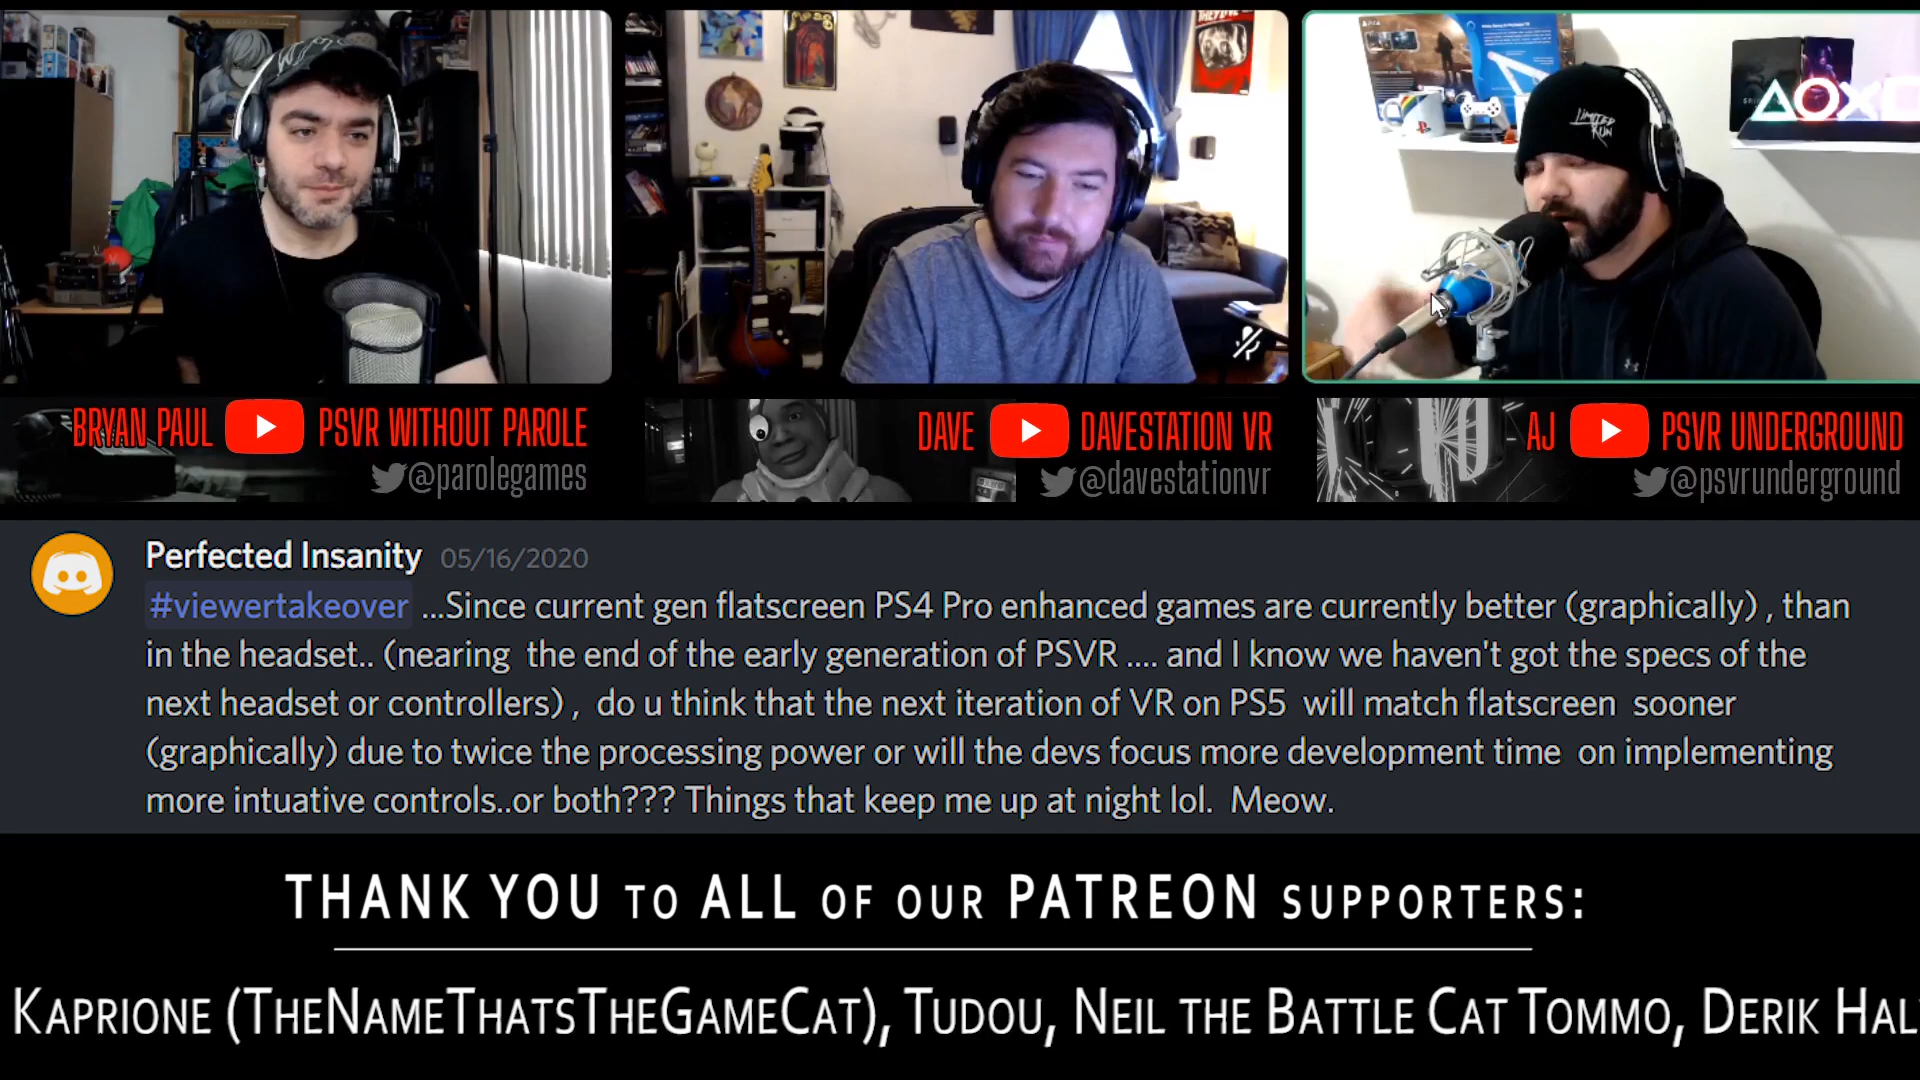 THEY LIVE
LIMITED
RUN
BRYAN PAUL PSVR WITHOUT PAROLE
@parolegames
DAVE DAVESTATION VR
@davestationvr
AJ PSVR UNDERGROUND
@psvrunderground
Perfected Insanity 05/16/2020
#viewertakeover ...Since current gen flatscreen PS4 Pro enhanced games are currently better (graphically) , than
in the headset.. (nearing the end of the early generation of PSVR .... and I know we haven't got the specs of the
next headset or controllers) , do u think that the next iteration of VR on PS5 will match flatscreen sooner
(graphically) due to twice the processing power or will the devs focus more development time on implementing
more intuative controls..or both??? Things that keep me up at night lol. Meow.
THANK YOU TO ALL OF OUR PATREON SUPPORTERS:
KAPRIONE (THENAMETHATSTHEGAMECAT), TUDOU, NEIL THE BATTLE CAT TOMMO, DERIK HAL